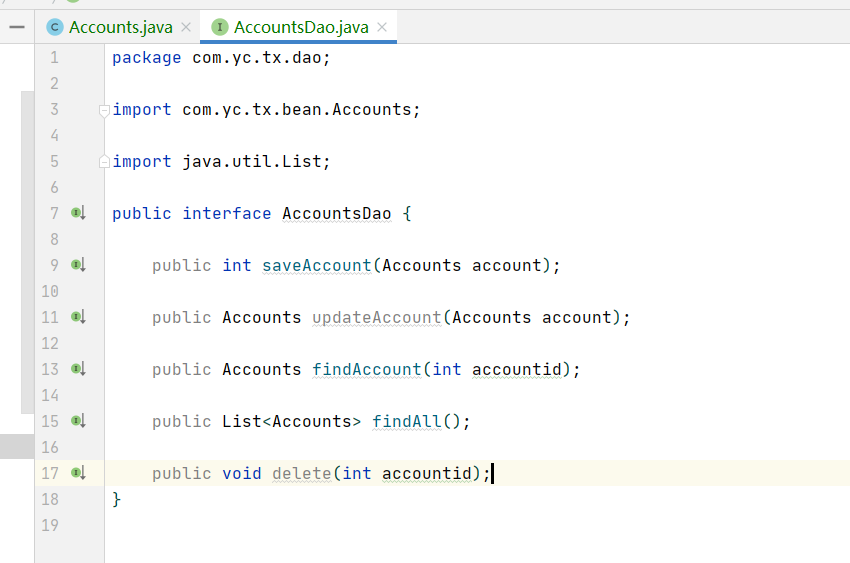 C Accounts.java × I AccountsDao.java ×
1 package com.yc.tx.dao;
2
3 import com.yc.tx.bean.Accounts;
4
5 import java.util.List;
6
7 public interface AccountsDao {
8
9 public int saveAccount(Accounts account);
10
11 public Accounts updateAccount(Accounts account);
12
13 public Accounts findAccount(int accountid);
14
15 public List<Accounts> findAll();
16
17 public void delete(int accountid);
18 }
19